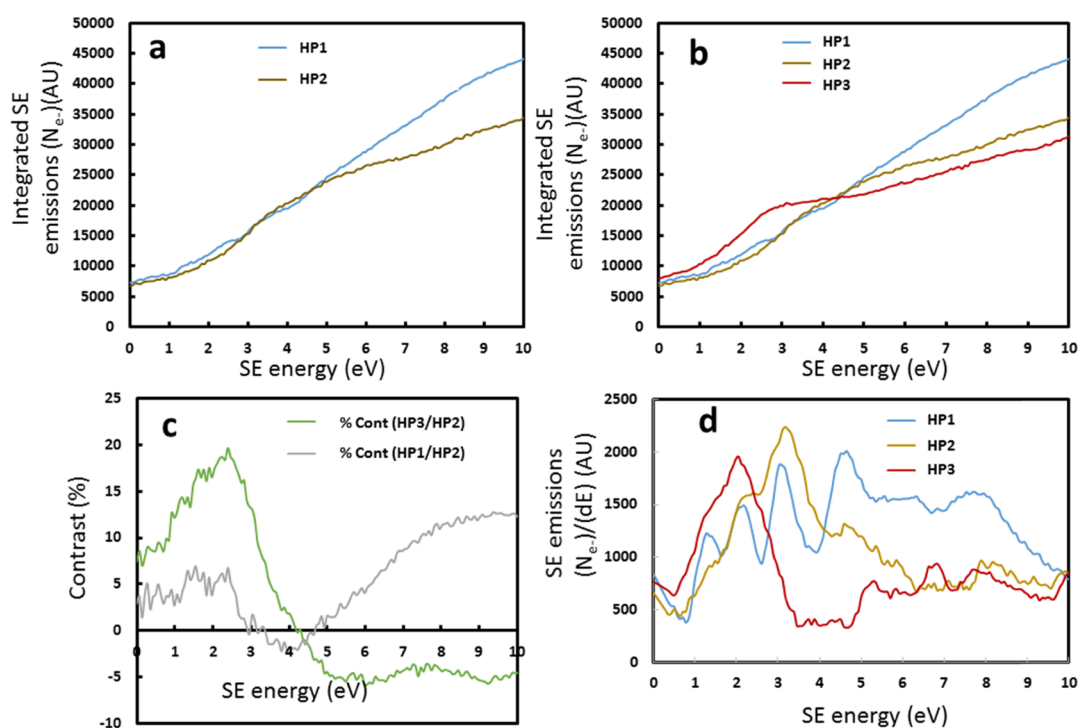 a
HP1
HP2
50000
45000
40000
35000
30000
25000
20000
15000
10000
5000
0
Integrated SE
emissions (Ne-)(AU)
0 1 2 3 4 5 6 7 8 9 10
SE energy (eV)
b
HP1
HP2
HP3
50000
45000
40000
35000
30000
25000
20000
15000
10000
5000
0
Integrated SE
emissions (Ne-)(AU)
0 1 2 3 4 5 6 7 8 9 10
SE energy (eV)
c
% Cont (HP3/HP2)
% Cont (HP1/HP2)
25
20
15
10
5
0
-5
-10
Contrast (%)
0 1 2 3 4 5 6 7 8 9 10
SE energy (eV)
d
HP1
HP2
HP3
2500
2000
1500
1000
500
0
SE emissions
(Ne-)/(dE) (AU)
0 1 2 3 4 5 6 7 8 9 10
SE energy (eV)